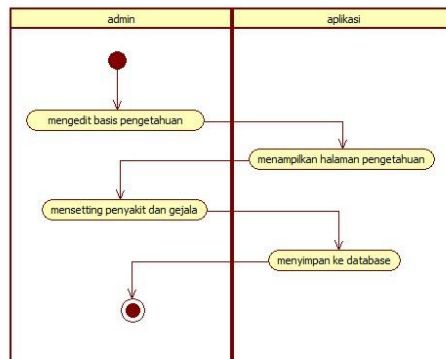 admin
aplikasi
mengedit basis pengetahuan
menampilkan halaman pengetahuan
mensetting penyakit dan gejala
menyimpan ke database